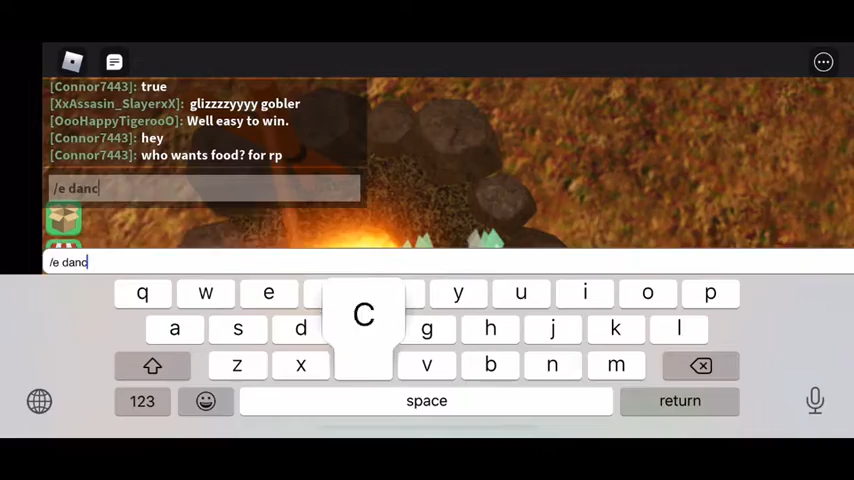 [Connor7443]: true
[XxAssasin_SlayerxX]: glizzzzyyyy gobler
[OooHappyTigerooO]: Well easy to win.
[Connor7443]: hey
[Connor7443]: who wants food? for rp
/e danc
/e danc
q w e y u i o p
a s d C g h j k l
z x v b n m
123 space return